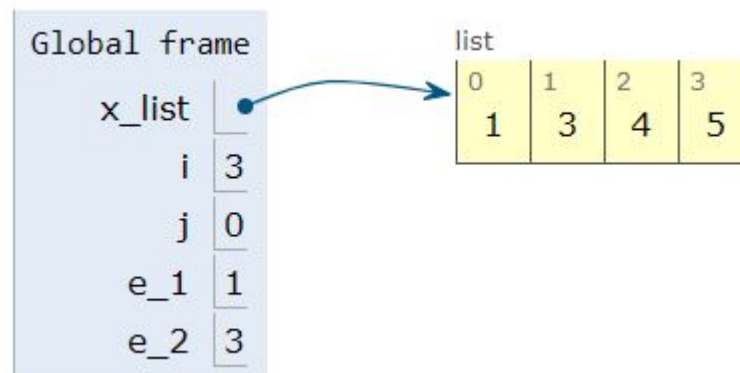 Global frame
x_list
i 3
j 0
e_1 1
e_2 3
list
0 1 2 3
1 3 4 5